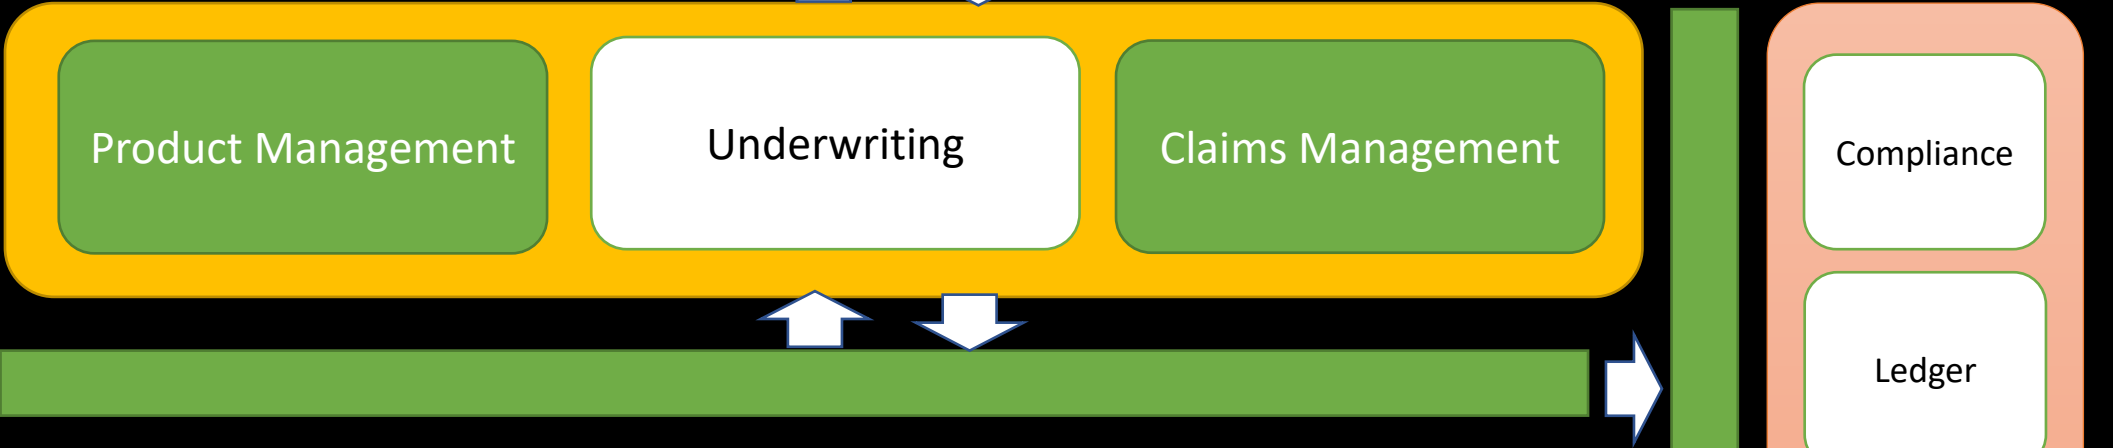 Product Management
Underwriting
Claims Management
Compliance
Ledger